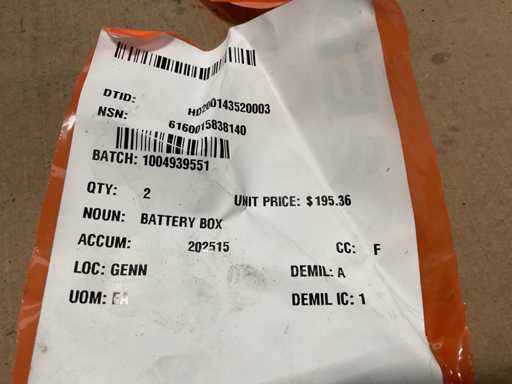 DTID: HD200143520003
NSN: 6160015838140
BATCH: 1004939551
QTY: 2 UNIT PRICE: $195.36
NOUN: BATTERY BOX
ACCUM: 202515 CC: F
LOC: GENN DEMIL: A
UOM: EA DEMIL IC: 1